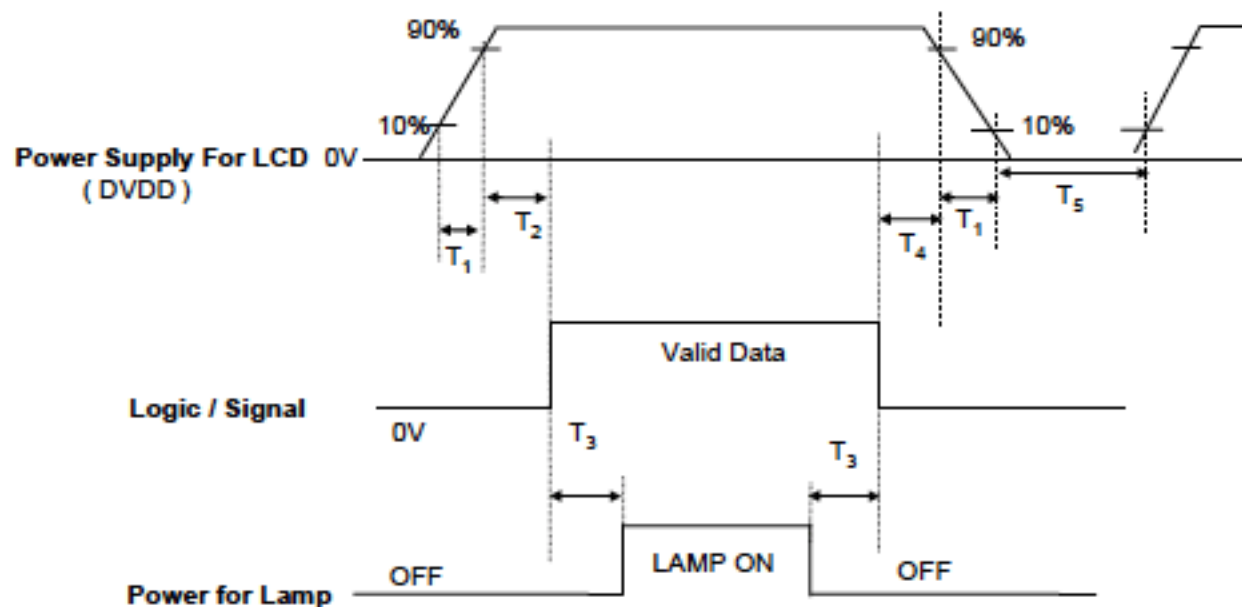 90%
90%
10%
10%
Power Supply For LCD 0V
( DVDD )
T5
T2
T4
T1
T1
Valid Data
Logic / Signal
0V
T3
T3
LAMP ON
OFF
OFF
Power for Lamp